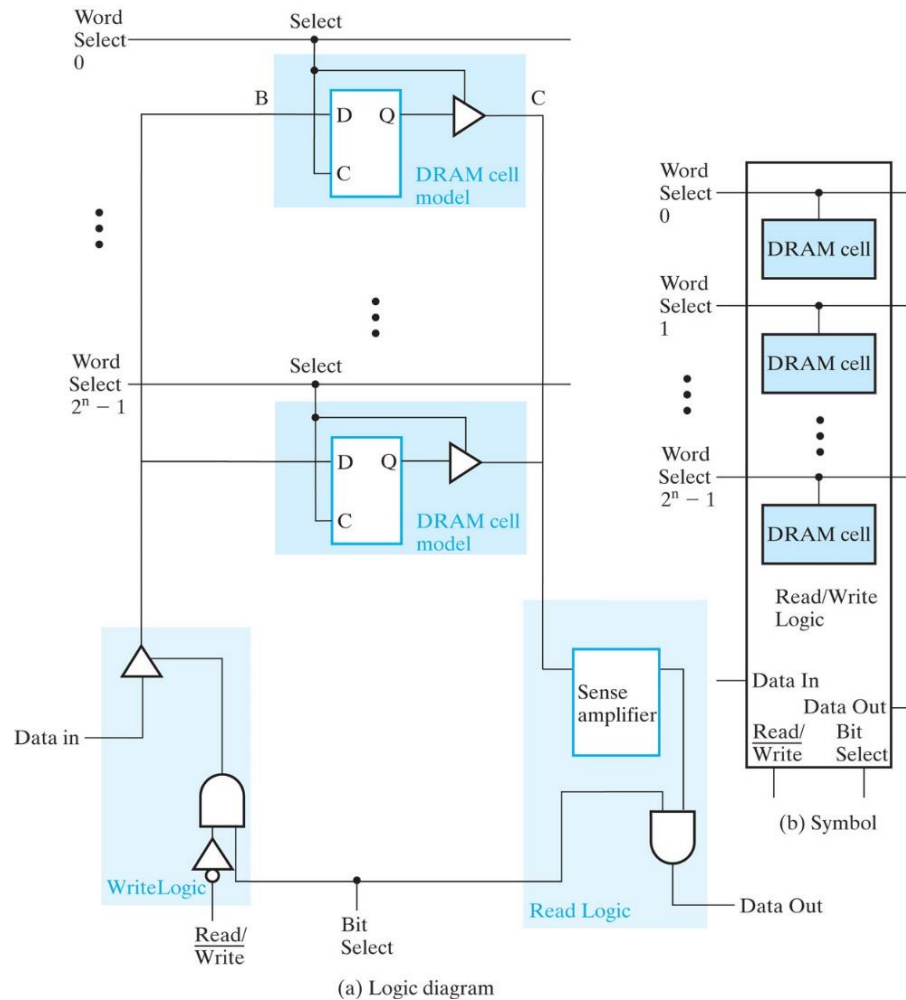 Word
Select
0
Select
B
C
D
Q
C
DRAM cell
model
Word
Select
2ⁿ − 1
Select
D
Q
C
DRAM cell
model
Data in
WriteLogic
Read/
Write
Bit
Select
Sense
amplifier
Read Logic
Data Out
(a) Logic diagram
Word
Select
0
DRAM cell
Word
Select
1
DRAM cell
Word
Select
2ⁿ − 1
DRAM cell
Read/Write
Logic
Data In
Data Out
Read/
Write
Bit
Select
(b) Symbol